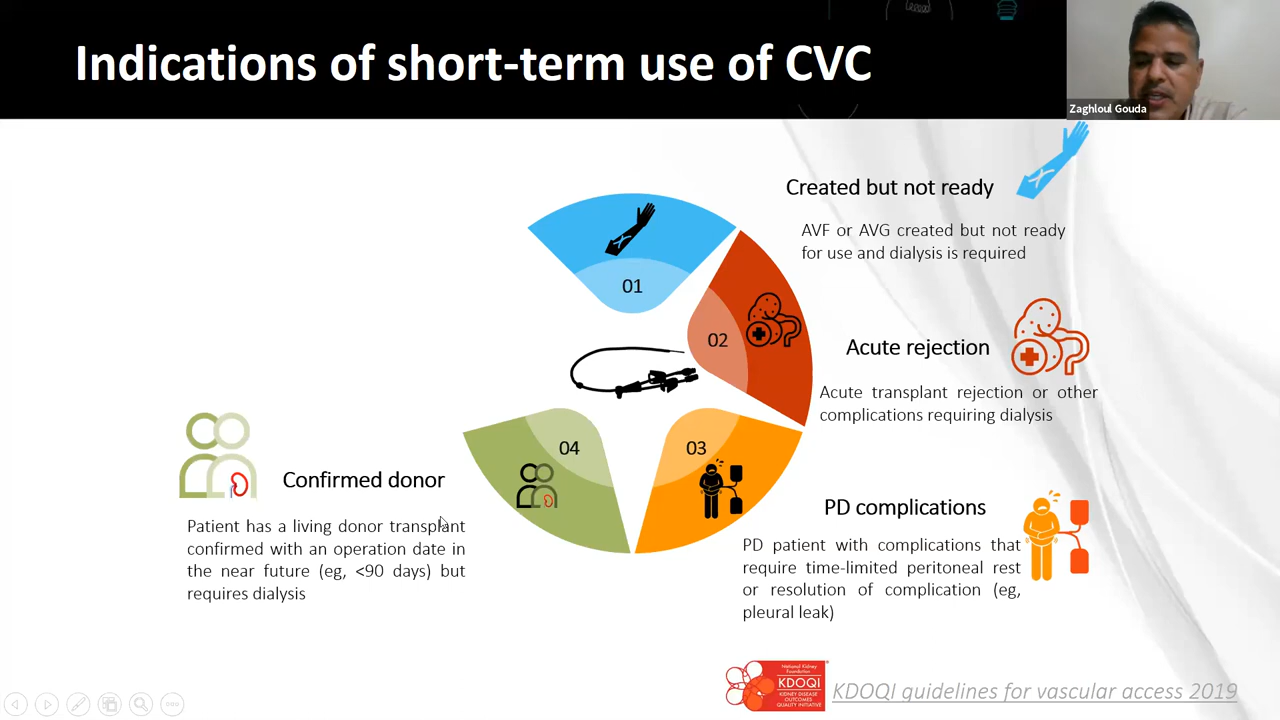 Indications of short-term use of CVC
Zaghloul Gouda
Created but not ready
AVF or AVG created but not ready
for use and dialysis is required
01
02
Acute rejection
Acute transplant rejection or other
complications requiring dialysis
04
03
Confirmed donor
Patient has a living donor transplant
confirmed with an operation date in
the near future (eg, <90 days) but
requires dialysis
PD complications
PD patient with complications that
require time-limited peritoneal rest
or resolution of complication (eg,
pleural leak)
National Kidney
Foundation
KDOQI
KIDNEY DISEASE
OUTCOMES
QUALITY INITIATIVE
KDOQI guidelines for vascular access 2019